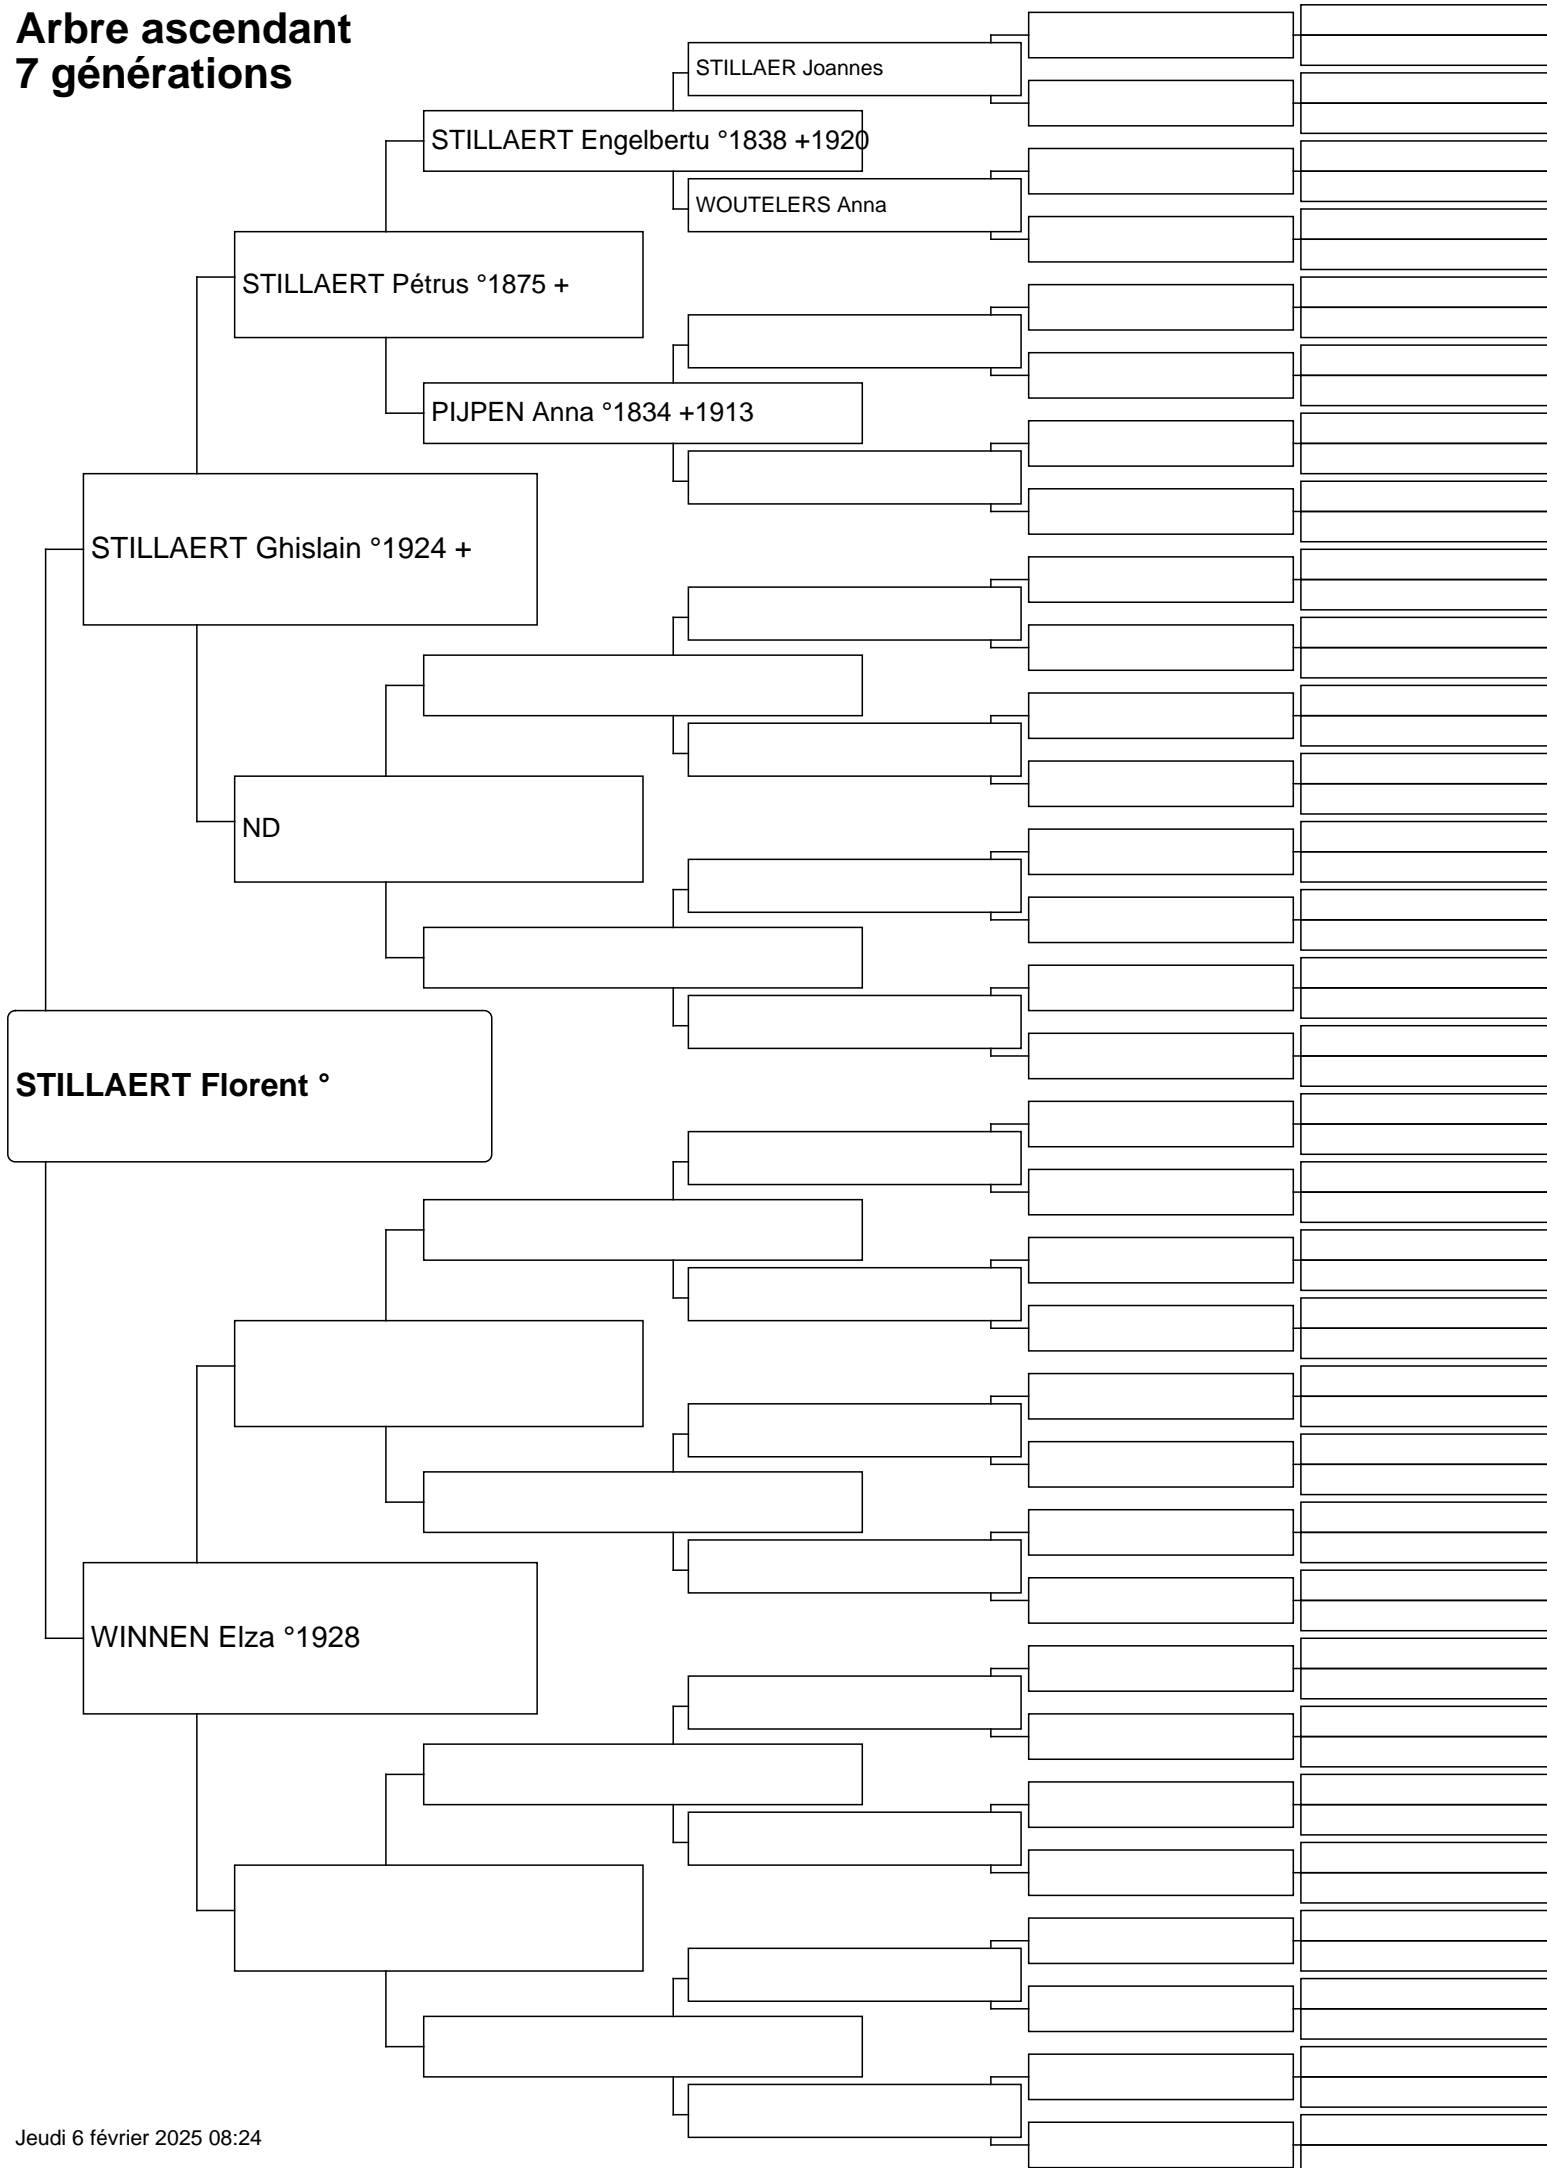 Arbre ascendant
7 générations
STILLAER Joannes
STILLAERT Engelbertu °1838 +1920
WOUTELERS Anna
STILLAERT Pétrus °1875 +
PIJPEN Anna °1834 +1913
STILLAERT Ghislain °1924 +
ND
STILLAERT Florent °
WINNEN Elza °1928
Jeudi 6 février 2025 08:24